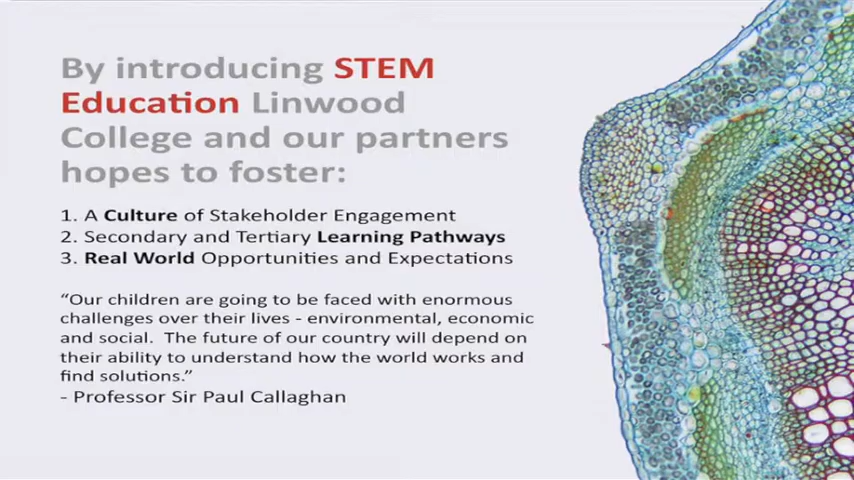 By introducing STEM
Education Linwood
College and our partners
hopes to foster:
1. A Culture of Stakeholder Engagement
2. Secondary and Tertiary Learning Pathways
3. Real World Opportunities and Expectations
“Our children are going to be faced with enormous
challenges over their lives - environmental, economic
and social.  The future of our country will depend on
their ability to understand how the world works and
find solutions.”
- Professor Sir Paul Callaghan